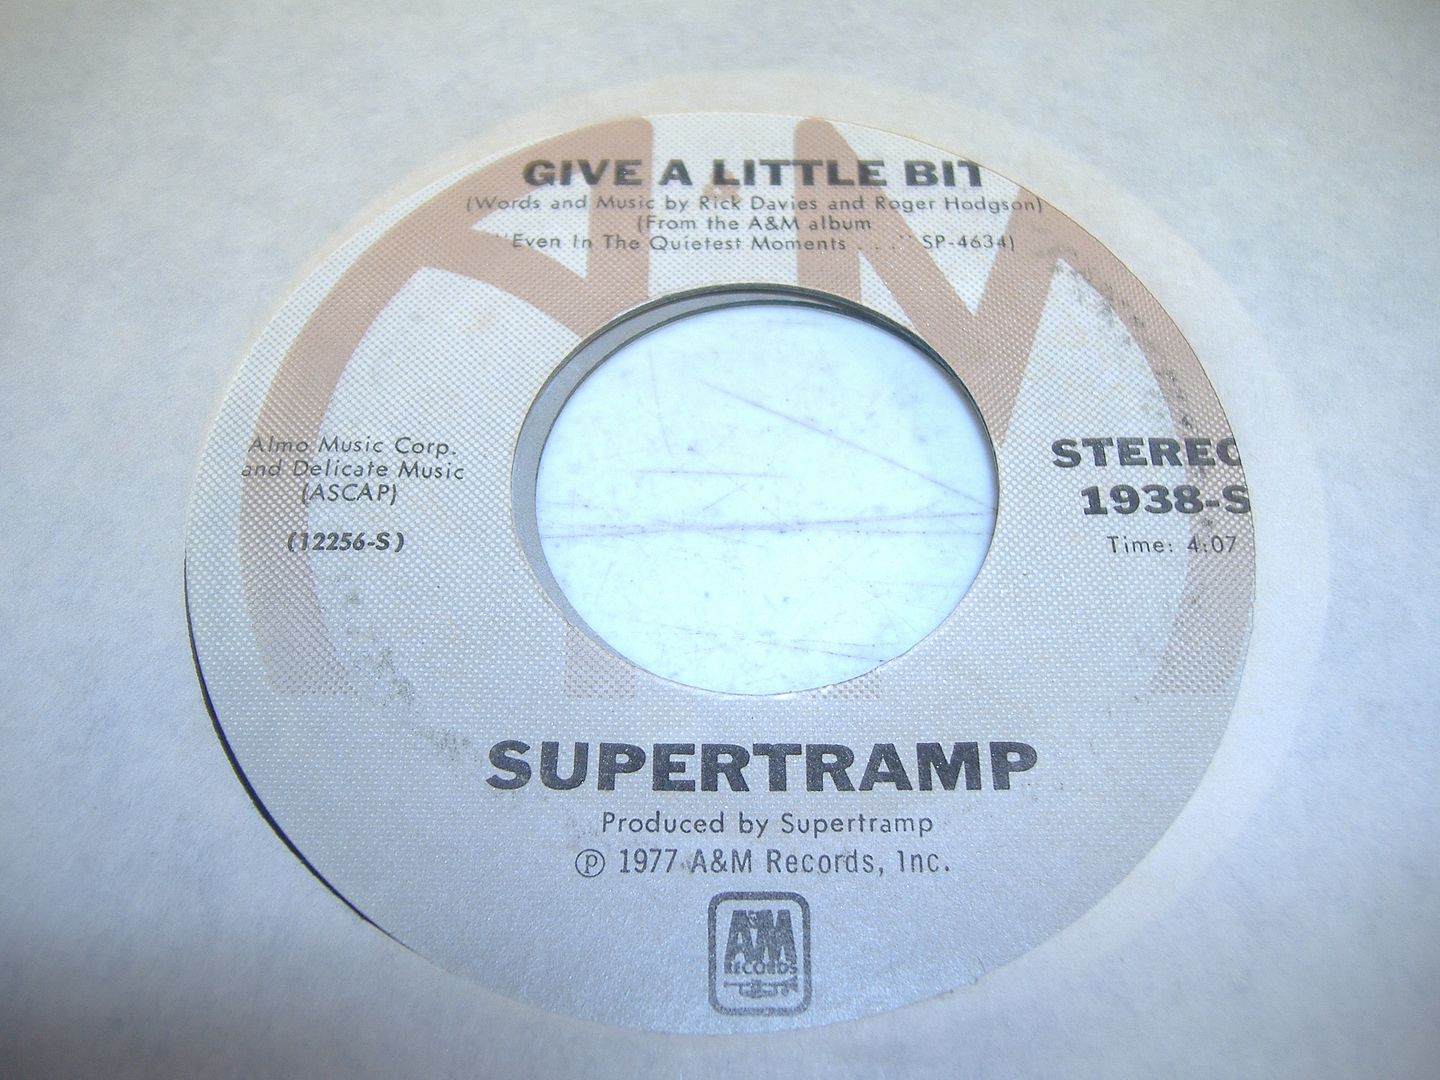 GIVE A LITTLE BIT
(Words and Music by Rick Davies and Roger Hodgson)
(From the A&M album
"Even In The Quietest Moments . . ." SP-4634)
Almo Music Corp.
and Delicate Music
(ASCAP)
(12256-S)
STEREO
1938-S
Time: 4:07
SUPERTRAMP
Produced by Supertramp
℗ 1977 A&M Records, Inc.
A&M
RECORDS